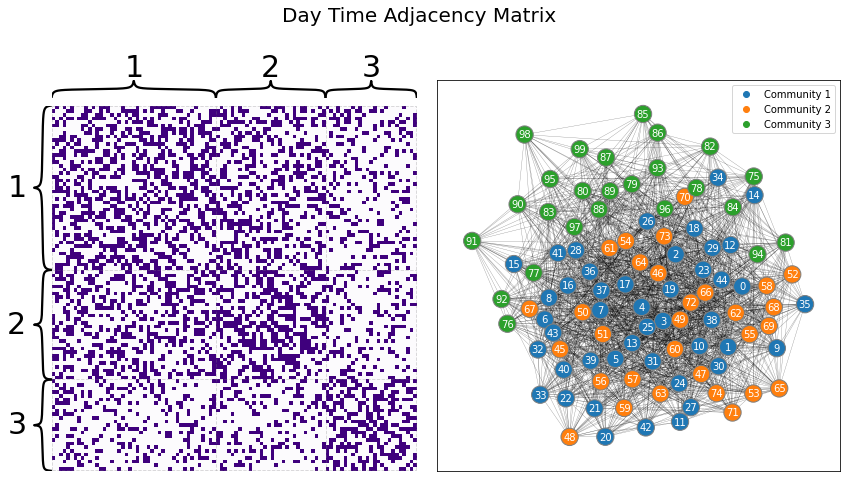 Day Time Adjacency Matrix
1 2 3
1
2
3
Community 1
Community 2
Community 3
85
98 86
99 87 82
93
95 79 34 75
80 89 78 14
70
90 83 88 96 84
97 26 18
91 61 54 73 29 12 81
41 28 2 94
15 77 36 64 46 23 44 52
16 37 17 19 66 0 58
92 8 72 35
67 50 7 4 62 68
76 6 3 49 38 69
43 51 25 55
32 45 13 60 10 1 9
40 39 5 31 30
56 57 47
24 65
33 22 63 74 53
21 59 27 71
48 20 42 11